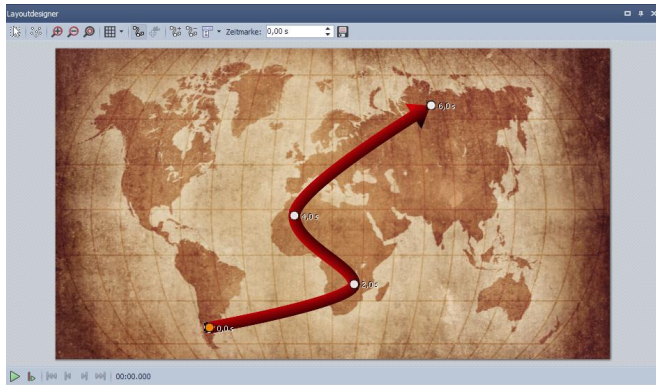 Layoutdesigner
Zeitmarke: 0,00 s
6,0 s
4,0 s
2,0 s
0,0 s
00:00.000